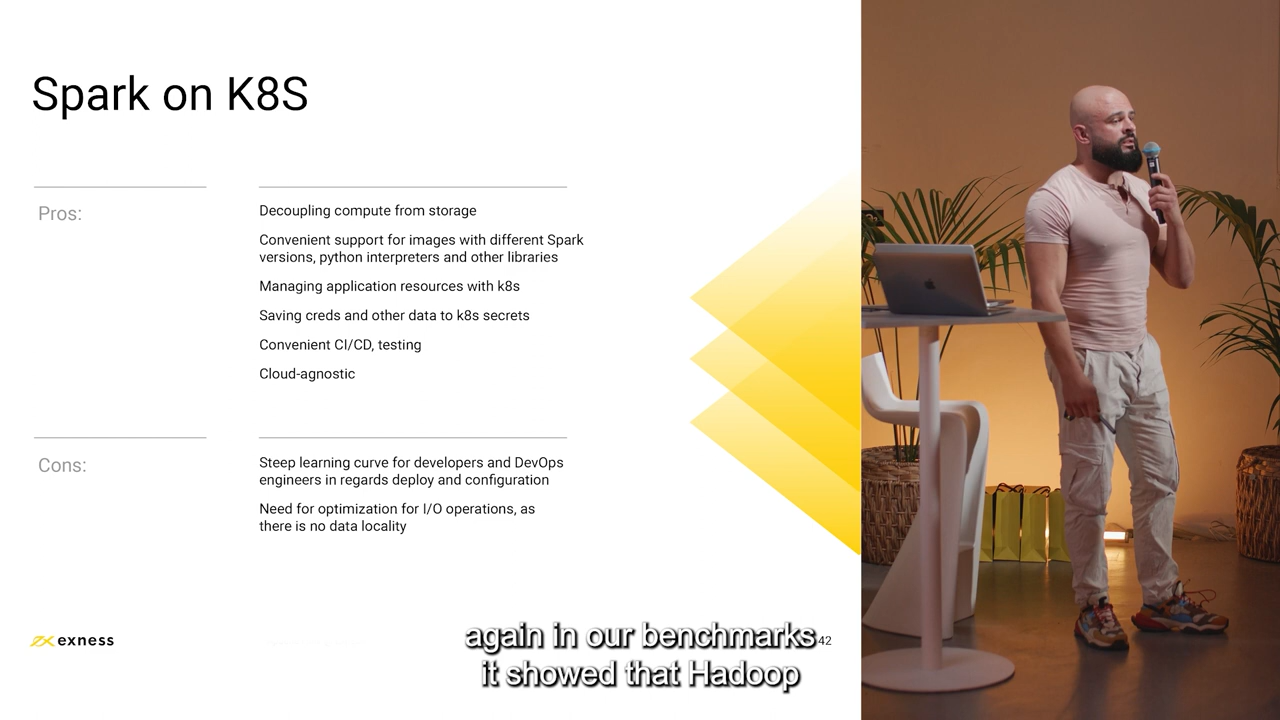 Spark on K8S
Pros:
Decoupling compute from storage
Convenient support for images with different Spark
versions, python interpreters and other libraries
Managing application resources with k8s
Saving creds and other data to k8s secrets
Convenient CI/CD, testing
Cloud-agnostic
Cons:
Steep learning curve for developers and DevOps
engineers in regards deploy and configuration
Need for optimization for I/O operations, as
there is no data locality
exness
42
again in our benchmarks
it showed that Hadoop